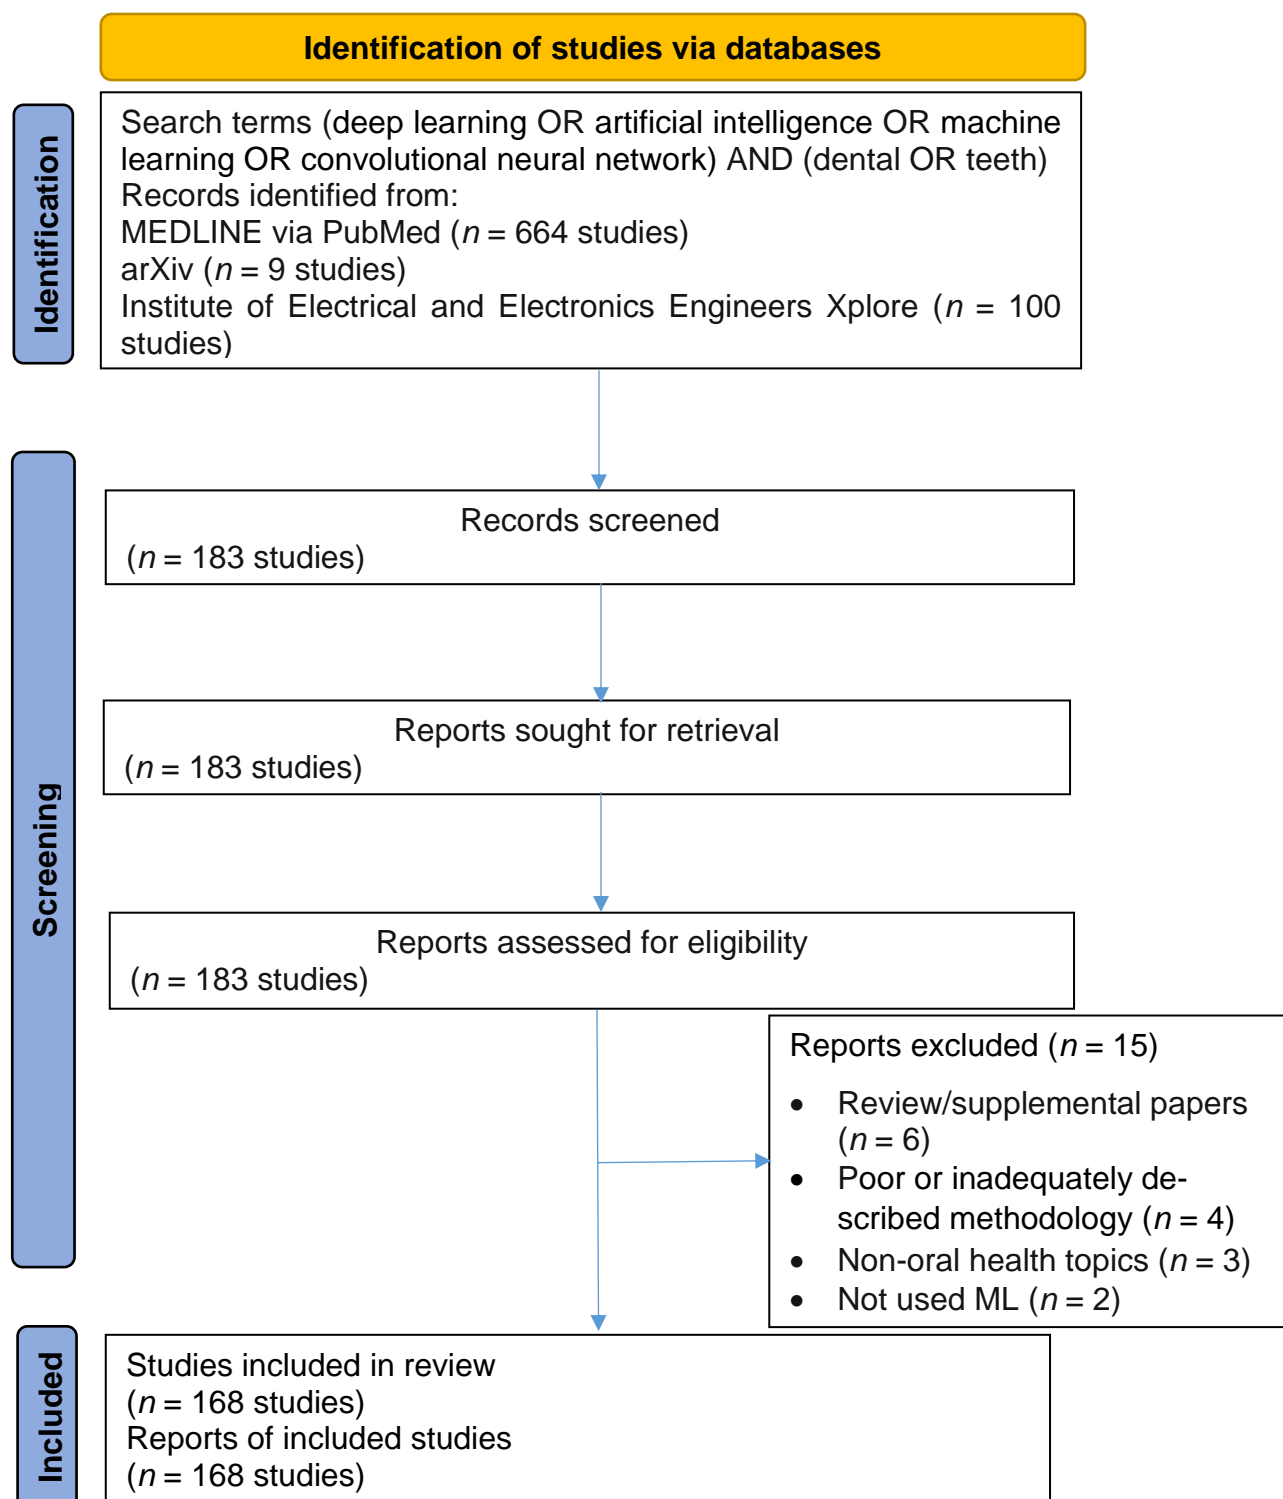 Identification of studies via databases
Identification
Search terms (deep learning OR artificial intelligence OR machine
learning OR convolutional neural network) AND (dental OR teeth)
Records identified from:
MEDLINE via PubMed (n = 664 studies)
arXiv (n = 9 studies)
Institute of Electrical and Electronics Engineers Xplore (n = 100
studies)
Screening
Records screened
(n = 183 studies)
Reports sought for retrieval
(n = 183 studies)
Reports assessed for eligibility
(n = 183 studies)
Reports excluded (n = 15)
• Review/supplemental papers
(n = 6)
• Poor or inadequately de-
scribed methodology (n = 4)
• Non-oral health topics (n = 3)
• Not used ML (n = 2)
Included
Studies included in review
(n = 168 studies)
Reports of included studies
(n = 168 studies)